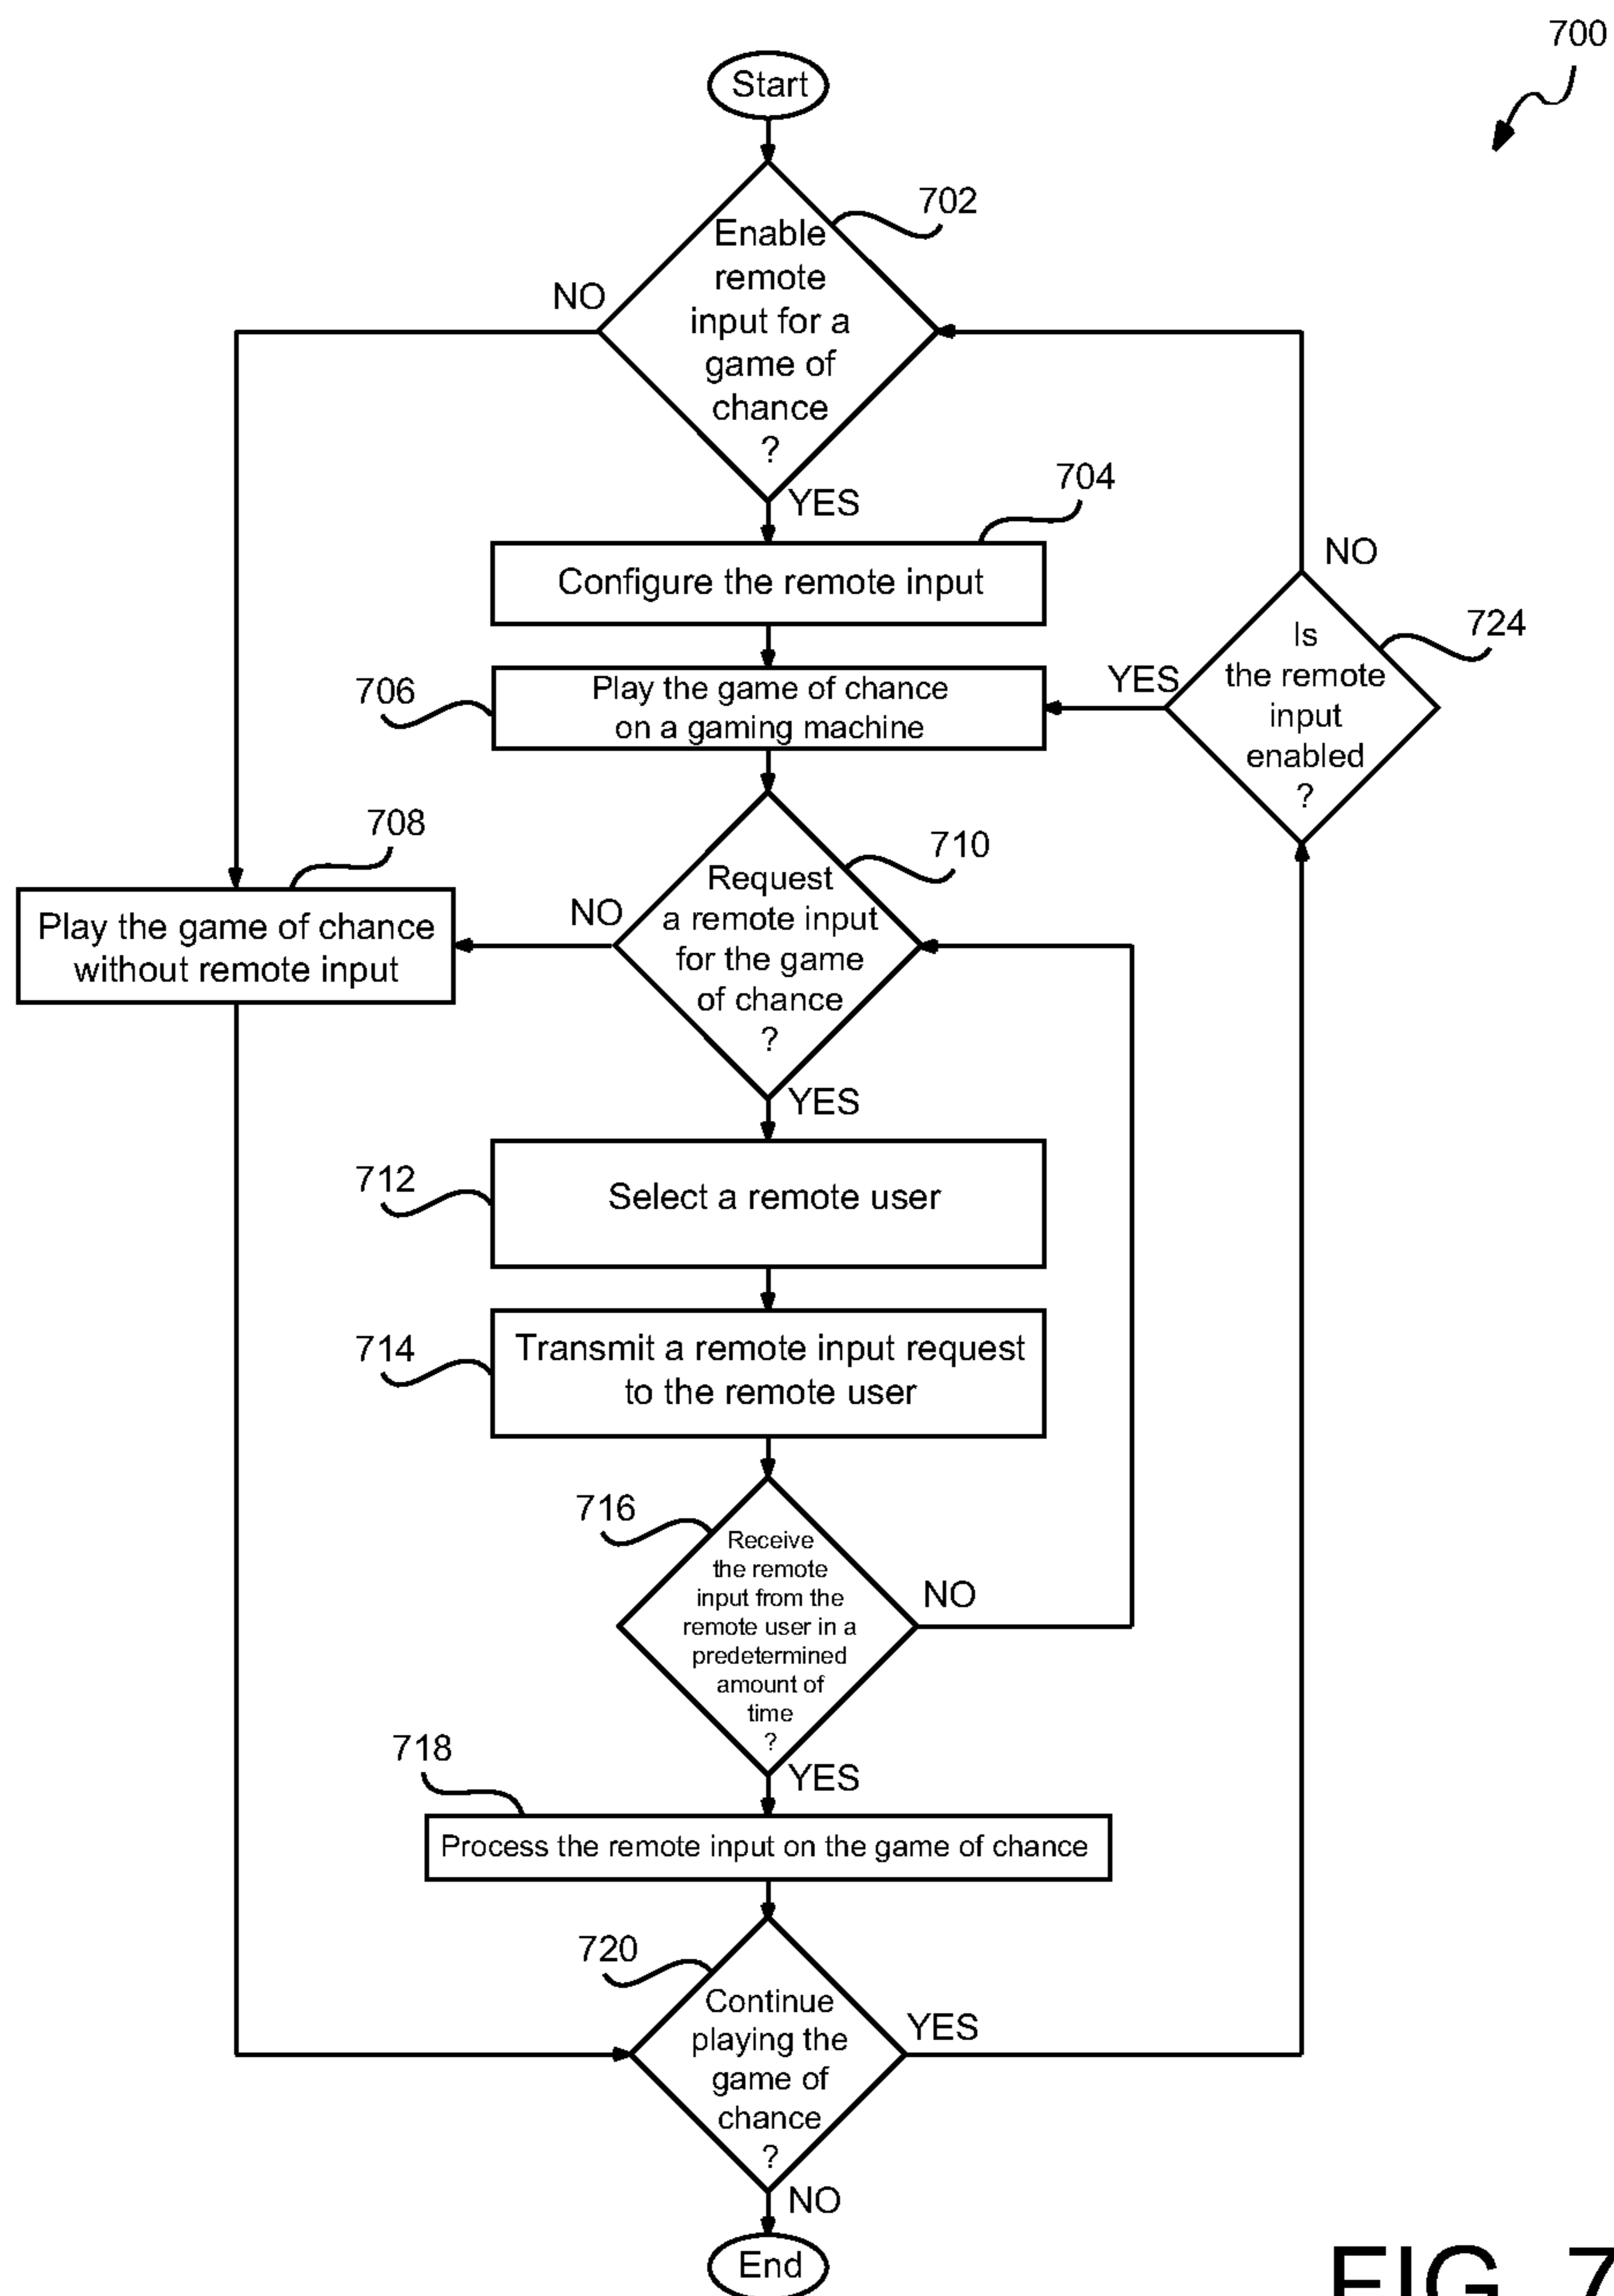 700
Start
702
Enable
remote
input for a
game of
chance
?
NO
YES
704
Configure the remote input
NO
724
Is
the remote
input
enabled
?
YES
706
Play the game of chance
on a gaming machine
708
Play the game of chance
without remote input
710
Request
a remote input
for the game
of chance
?
NO
YES
712
Select a remote user
714
Transmit a remote input request
to the remote user
716
Receive
the remote
input from the
remote user in a
predetermined
amount of
time
?
NO
YES
718
Process the remote input on the game of chance
720
Continue
playing the
game of
chance
?
YES
NO
End
FIG. 7